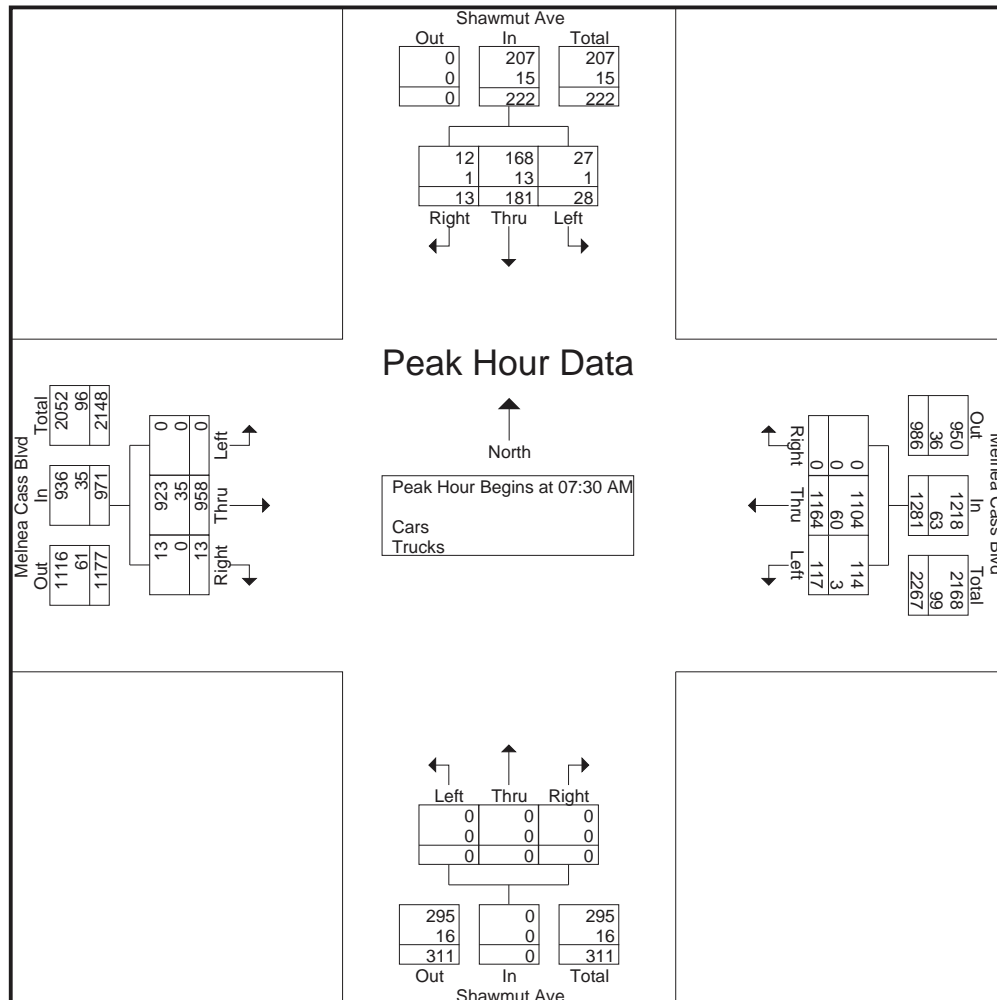 Shawmut Ave
Out In Total
0 207 207
0 15 15
0 222 222
12 168 27
1 13 1
13 181 28
Right Thru Left
Peak Hour Data
North
Peak Hour Begins at 07:30 AM
Cars
Trucks
Melnea Cass Blvd
Total In Out
2052 936 1116
96 35 61
2148 971 1177
Left Thru Right
0 923 13
0 35 0
0 958 13
Melnea Cass Blvd
Out In Total
950 1218 2168
36 63 99
986 1281 2267
Right Thru Left
0 1104 114
0 60 3
0 1164 117
Left Thru Right
0 0 0
0 0 0
0 0 0
295 0 295
16 0 16
311 0 311
Out In Total
Shawmut Ave